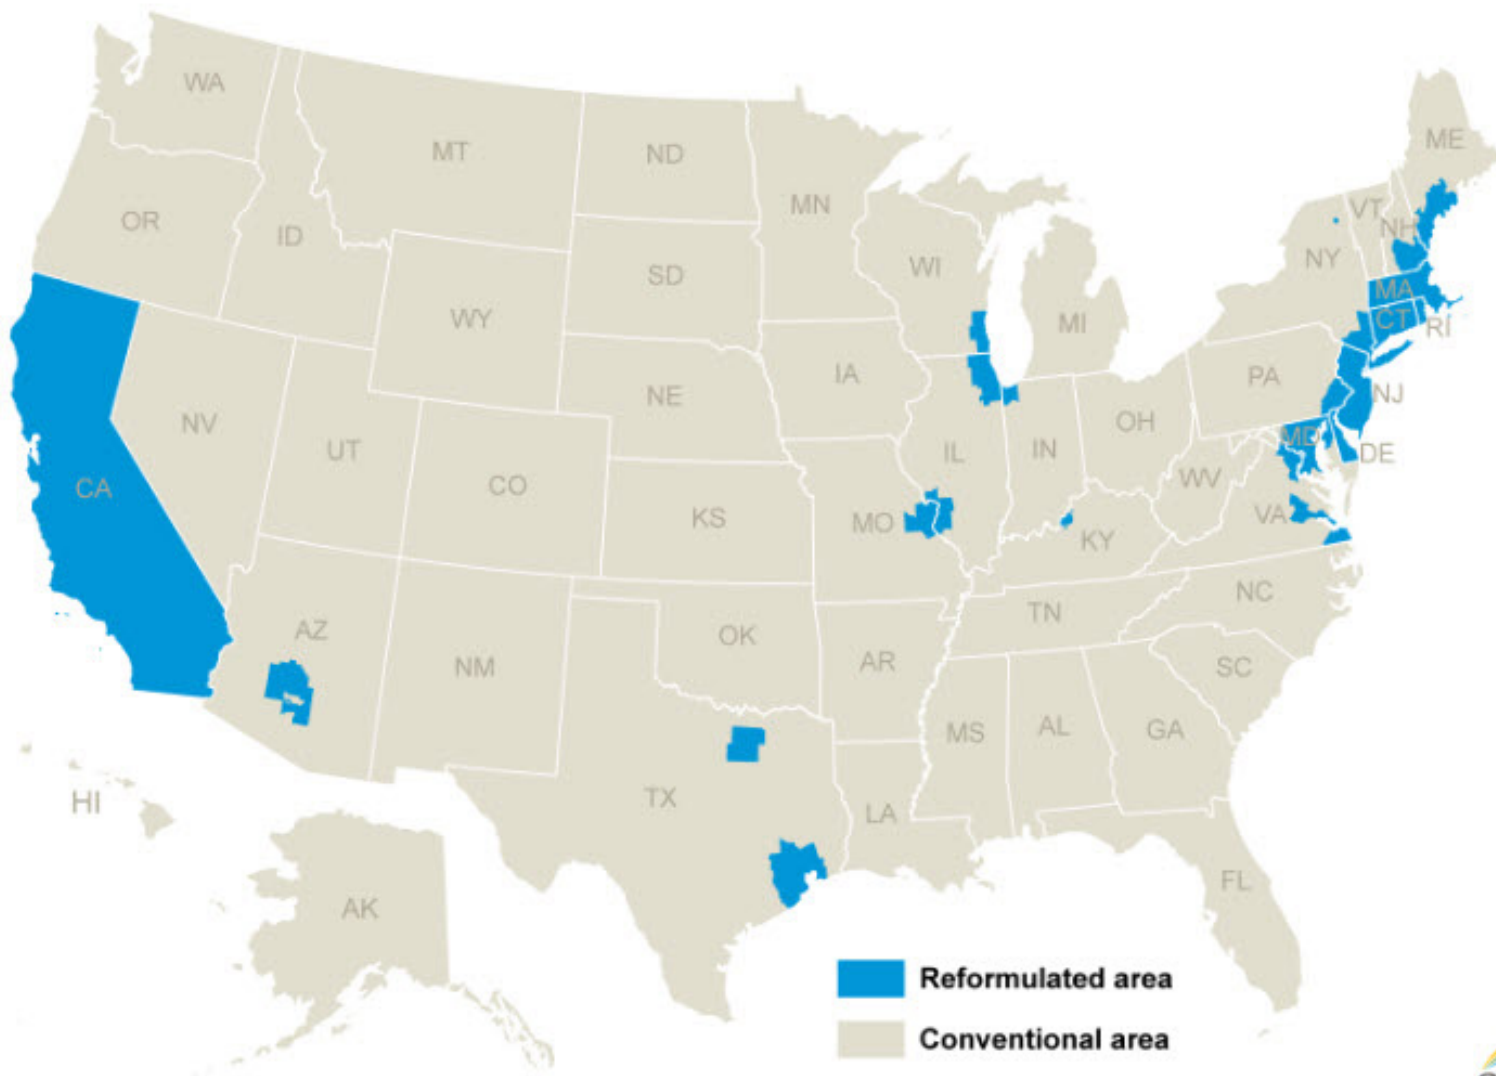 WA
MT
ND
MN
ME
OR
ID
SD
WI
MI
VT
NH
NY
MA
CT
RI
WY
NE
IA
PA
NJ
NV
UT
CO
KS
MO
IL
IN
OH
MD
DE
WV
VA
KY
CA
AZ
NM
OK
AR
TN
NC
SC
TX
LA
MS
AL
GA
FL
HI
AK
Reformulated area
Conventional area